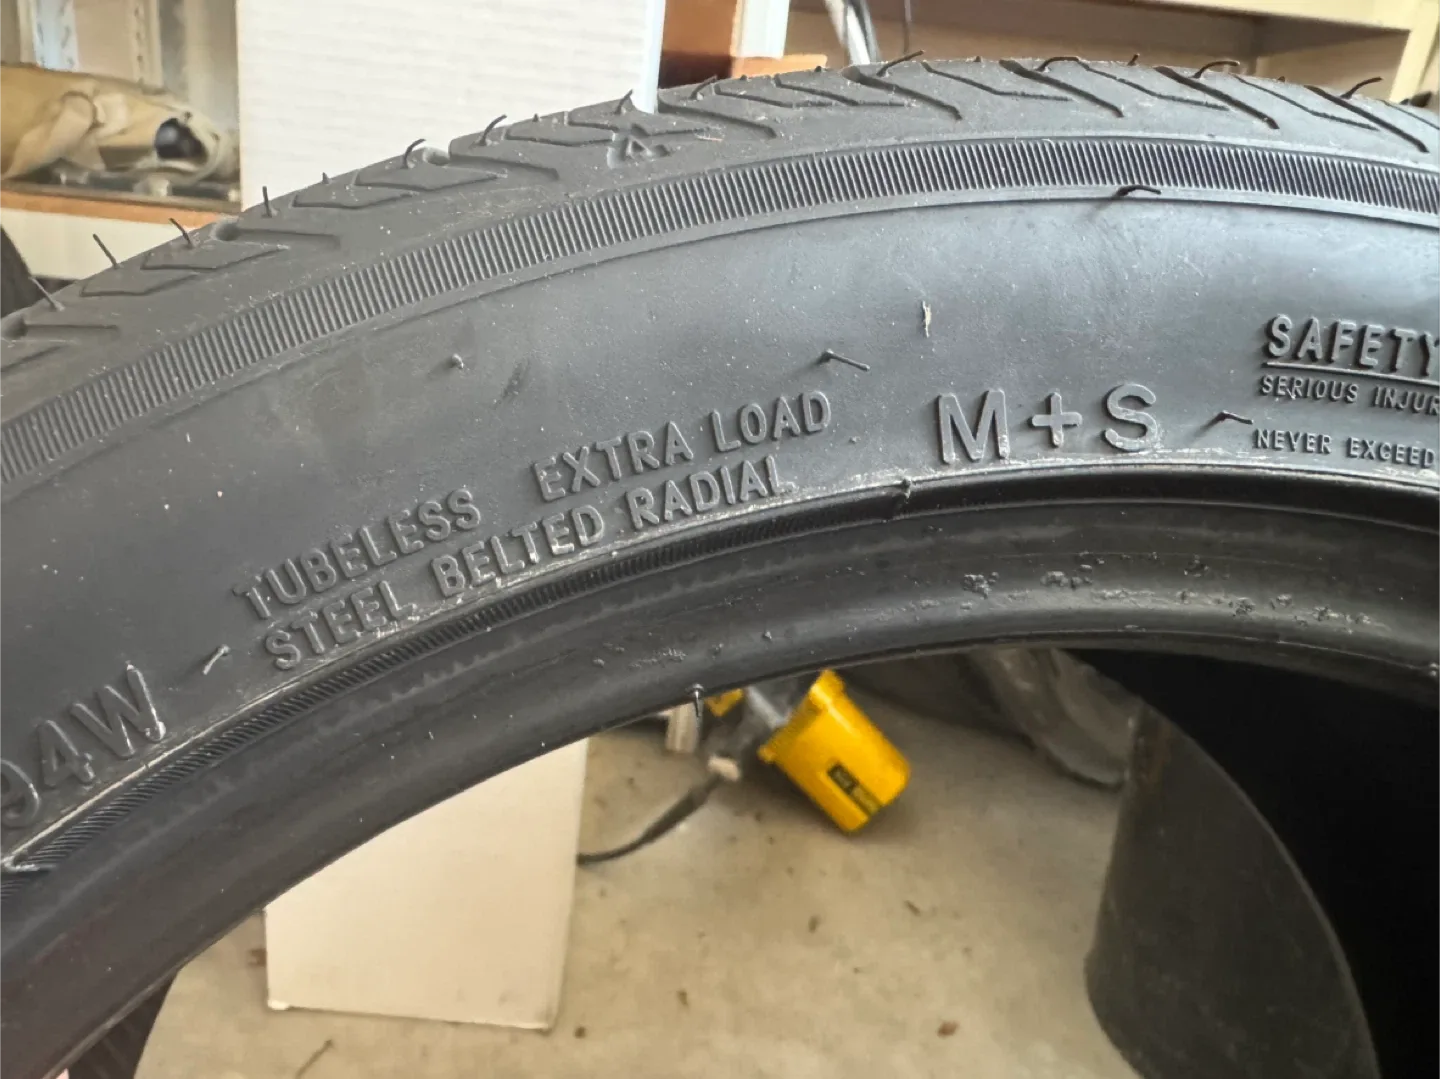 94W
TUBELESS EXTRA LOAD
STEEL BELTED RADIAL
M+S
SAFETY
SERIOUS INJUR
NEVER EXCEED